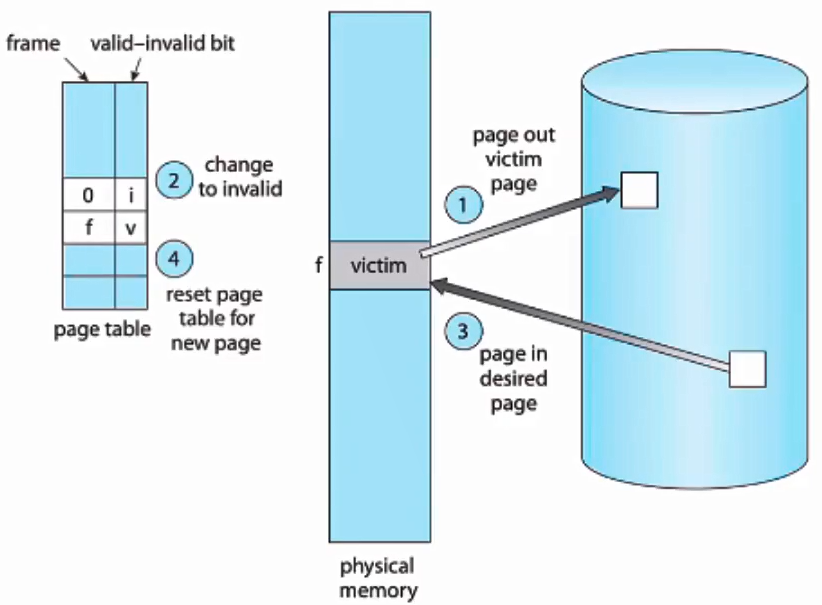 frame
valid–invalid bit
0 i
f v
page table
2
change
to invalid
4
reset page
table for
new page
f
victim
physical
memory
1
page out
victim
page
3
page in
desired
page